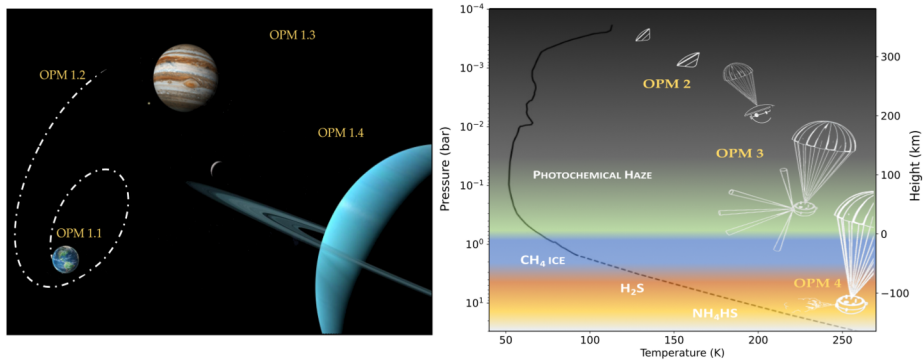 OPM 1.3
OPM 1.2
OPM 1.4
OPM 1.1
10⁻⁴
10⁻³
10⁻²
10⁻¹
10⁰
10¹
Pressure (bar)
OPM 2
OPM 3
PHOTOCHEMICAL HAZE
CH₄ ICE
H₂S
OPM 4
NH₄HS
300
200
100
0
−100
Height (km)
50
100
150
200
250
Temperature (K)